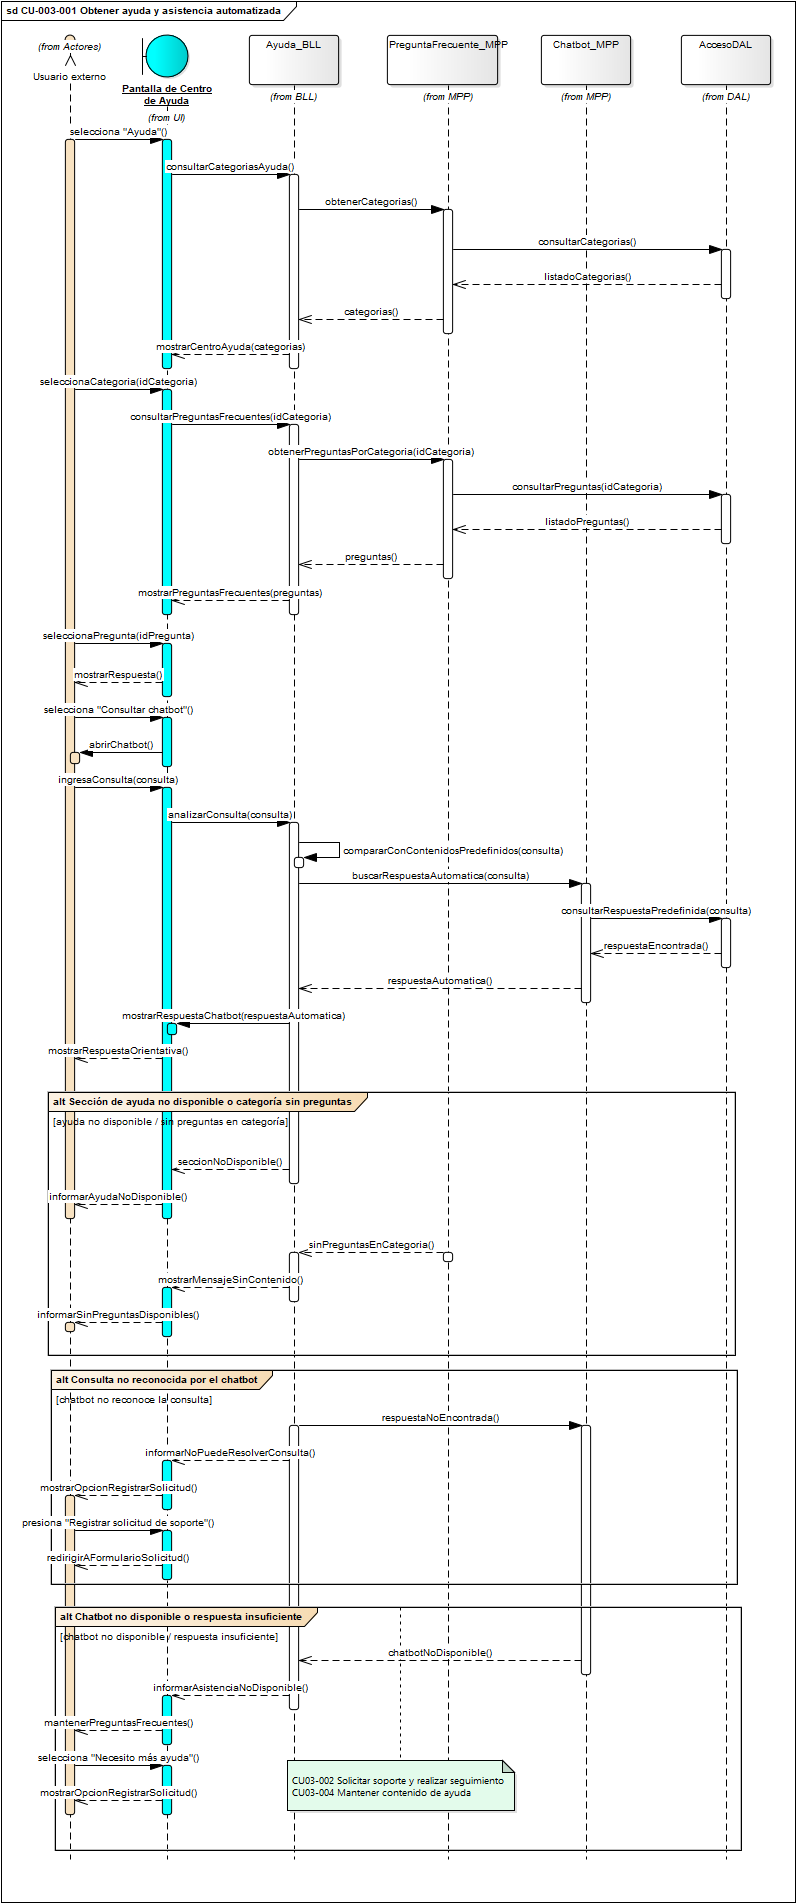 sd CU-003-001 Obtener ayuda y asistencia automatizada
(from Actores)
Usuario externo
Pantalla de Centro
de Ayuda
(from UI)
Ayuda_BLL
(from BLL)
PreguntaFrecuente_MPP
(from MPP)
Chatbot_MPP
(from MPP)
AccesoDAL
(from DAL)
selecciona "Ayuda"()
consultarCategoriasAyuda()
obtenerCategorias()
consultarCategorias()
listadoCategorias()
categorias()
mostrarCentroAyuda(categorias)
seleccionaCategoria(idCategoria)
consultarPreguntasFrecuentes(idCategoria)
obtenerPreguntasPorCategoria(idCategoria)
consultarPreguntas(idCategoria)
listadoPreguntas()
preguntas()
mostrarPreguntasFrecuentes(preguntas)
seleccionaPregunta(idPregunta)
mostrarRespuesta()
selecciona "Consultar chatbot"()
abrirChatbot()
ingresaConsulta(consulta)
analizarConsulta(consulta)
compararConContenidosPredefinidos(consulta)
buscarRespuestaAutomatica(consulta)
consultarRespuestaPredefinida(consulta)
respuestaEncontrada()
respuestaAutomatica()
mostrarRespuestaChatbot(respuestaAutomatica)
mostrarRespuestaOrientativa()
alt Sección de ayuda no disponible o categoría sin preguntas
[ayuda no disponible / sin preguntas en categoría]
seccionNoDisponible()
informarAyudaNoDisponible()
sinPreguntasEnCategoria()
mostrarMensajeSinContenido()
informarSinPreguntasDisponibles()
alt Consulta no reconocida por el chatbot
[chatbot no reconoce la consulta]
respuestaNoEncontrada()
informarNoPuedeResolverConsulta()
mostrarOpcionRegistrarSolicitud()
presiona "Registrar solicitud de soporte"()
redirigirAFormularioSolicitud()
alt Chatbot no disponible o respuesta insuficiente
[chatbot no disponible / respuesta insuficiente]
chatbotNoDisponible()
informarAsistenciaNoDisponible()
mantenerPreguntasFrecuentes()
selecciona "Necesito más ayuda"()
mostrarOpcionRegistrarSolicitud()
CU03-002 Solicitar soporte y realizar seguimiento
CU03-004 Mantener contenido de ayuda